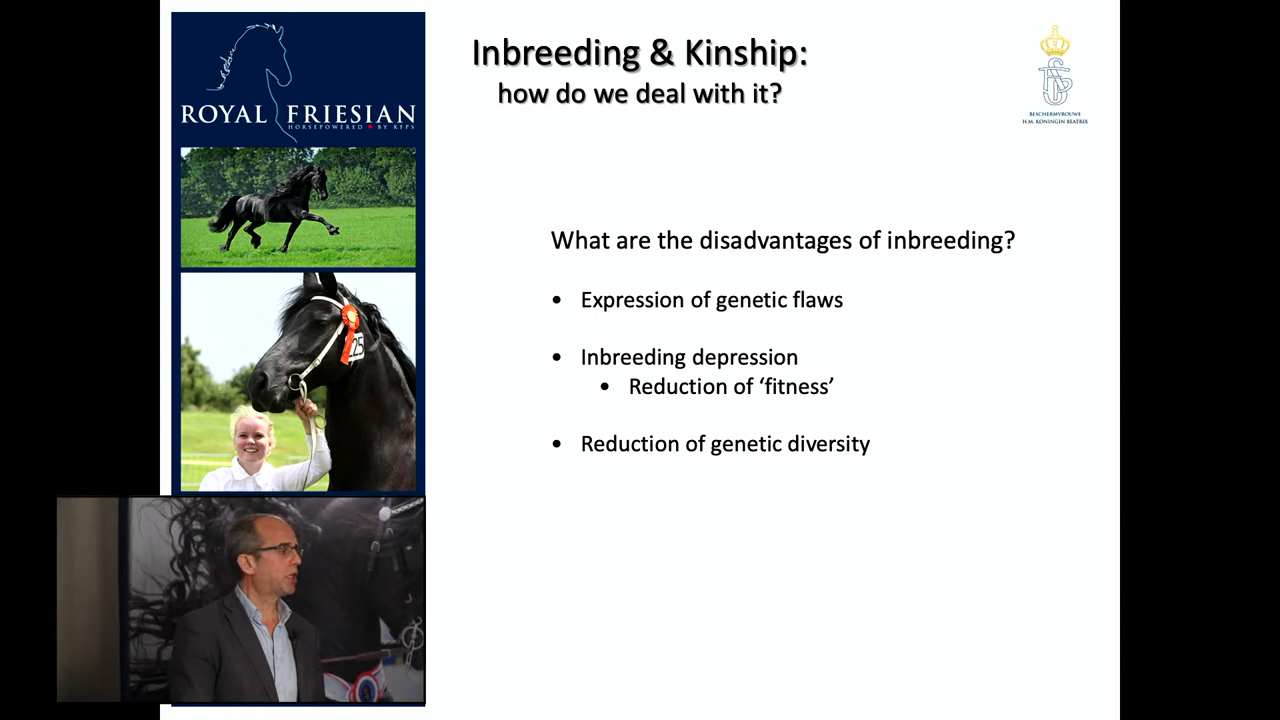 ROYAL FRIESIAN
HORSEPOWERED BY KFPS
Inbreeding & Kinship:
how do we deal with it?
BESCHERMVROUWE
H.M. KONINGIN BEATRIX
What are the disadvantages of inbreeding?
• Expression of genetic flaws
• Inbreeding depression
• Reduction of ‘fitness’
• Reduction of genetic diversity
25